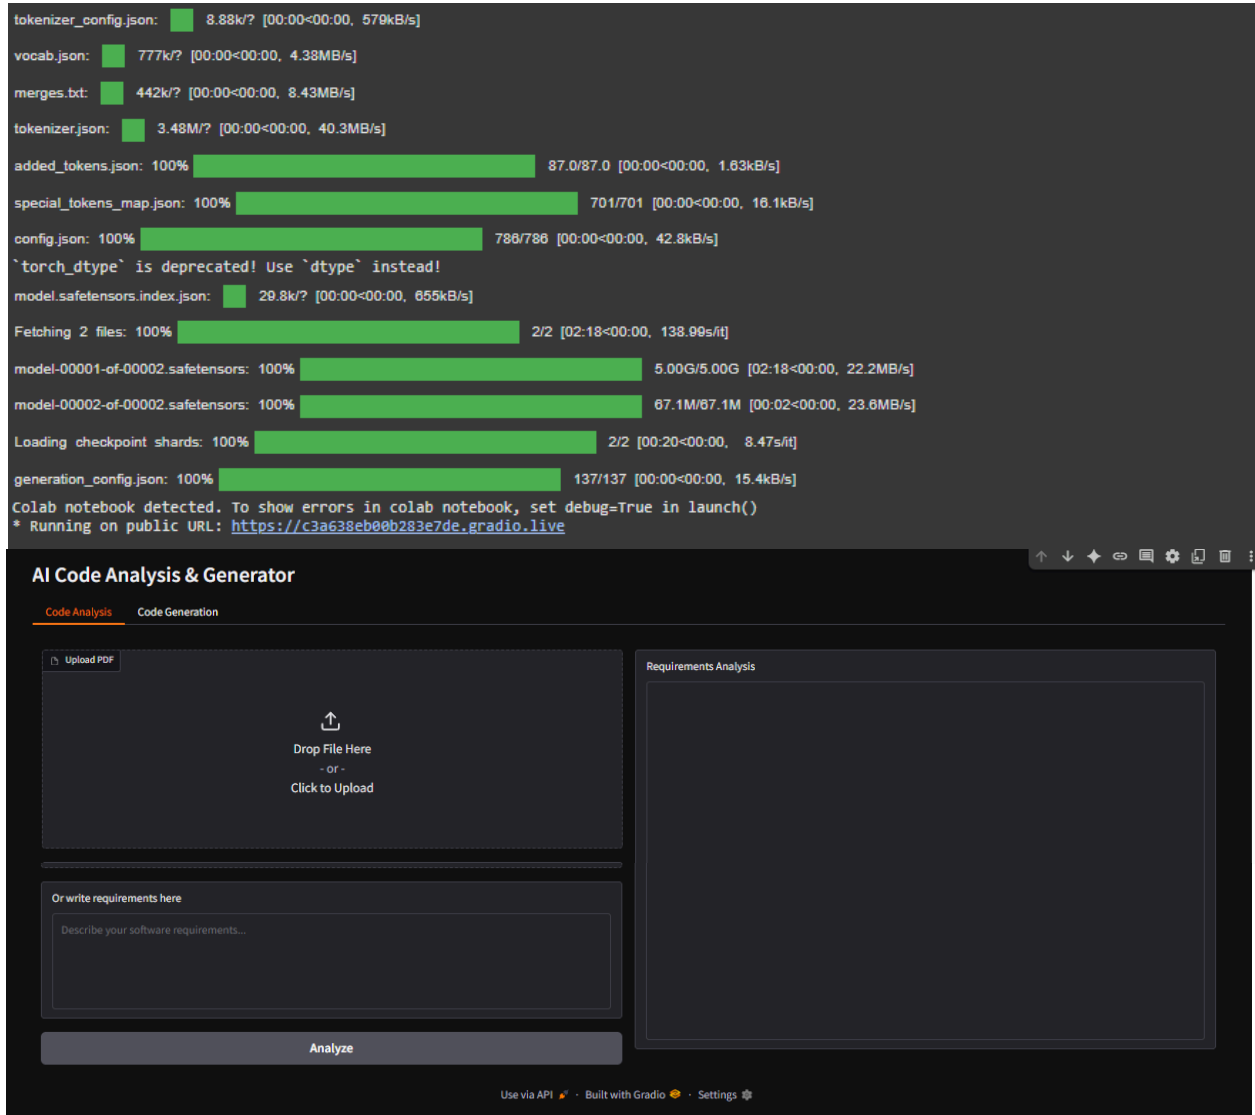 tokenizer_config.json: 8.88k/? [00:00<00:00, 579kB/s]
vocab.json: 777k/? [00:00<00:00, 4.38MB/s]
merges.txt: 442k/? [00:00<00:00, 8.43MB/s]
tokenizer.json: 3.48M/? [00:00<00:00, 40.3MB/s]
added_tokens.json: 100% 87.0/87.0 [00:00<00:00, 1.63kB/s]
special_tokens_map.json: 100% 701/701 [00:00<00:00, 16.1kB/s]
config.json: 100% 786/786 [00:00<00:00, 42.8kB/s]
`torch_dtype` is deprecated! Use `dtype` instead!
model.safetensors.index.json: 29.8k/? [00:00<00:00, 655kB/s]
Fetching 2 files: 100% 2/2 [02:18<00:00, 138.99s/it]
model-00001-of-00002.safetensors: 100% 5.00G/5.00G [02:18<00:00, 22.2MB/s]
model-00002-of-00002.safetensors: 100% 67.1M/67.1M [00:02<00:00, 23.6MB/s]
Loading checkpoint shards: 100% 2/2 [00:20<00:00, 8.47s/it]
generation_config.json: 100% 137/137 [00:00<00:00, 15.4kB/s]
Colab notebook detected. To show errors in colab notebook, set debug=True in launch()
* Running on public URL: https://c3a638eb00b283e7de.gradio.live
AI Code Analysis & Generator
Code Analysis Code Generation
Upload PDF
Drop File Here
- or -
Click to Upload
Or write requirements here
Describe your software requirements...
Analyze
Requirements Analysis
Use via API · Built with Gradio · Settings